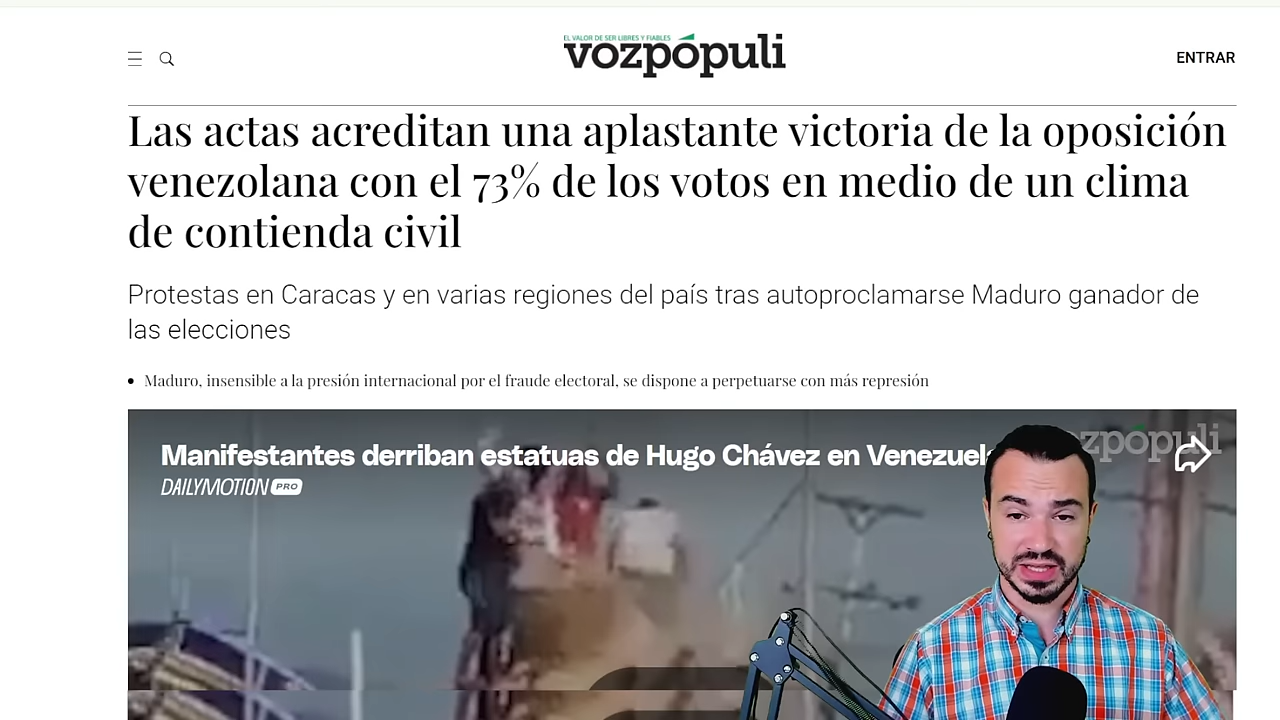 EL VALOR DE SER LIBRES Y FIABLES
vozpópuli
ENTRAR
Las actas acreditan una aplastante victoria de la oposición
venezolana con el 73% de los votos en medio de un clima
de contienda civil
Protestas en Caracas y en varias regiones del país tras autoproclamarse Maduro ganador de
las elecciones
Maduro, insensible a la presión internacional por el fraude electoral, se dispone a perpetuarse con más represión
zpópuli
Manifestantes derriban estatuas de Hugo Chávez en Venezuela
DAILYMOTION PRO